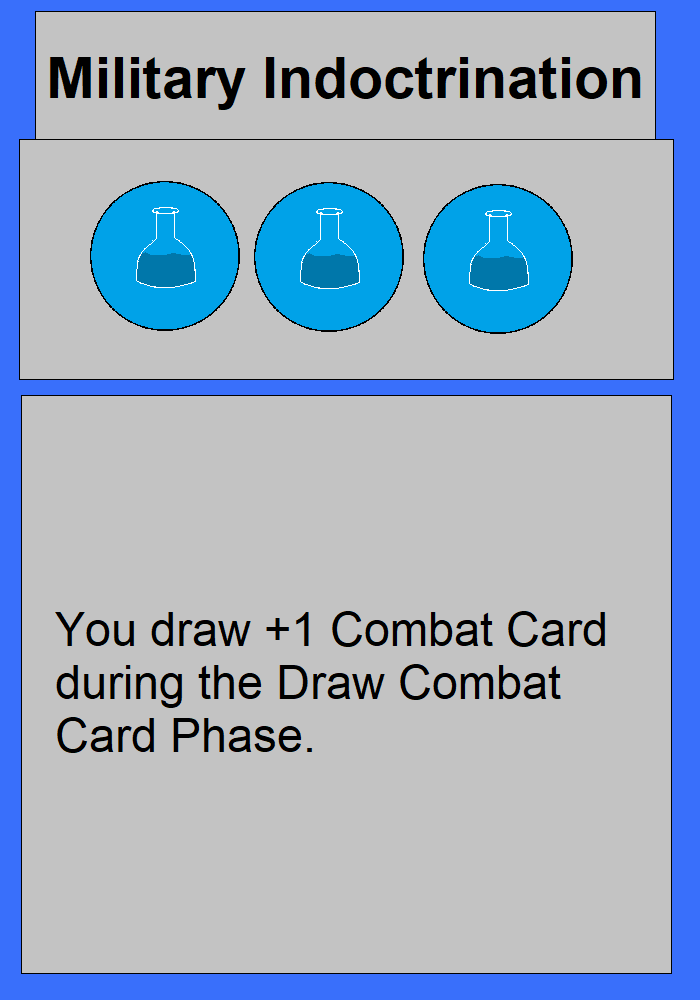 Military Indoctrination
You draw +1 Combat Card
during the Draw Combat
Card Phase.